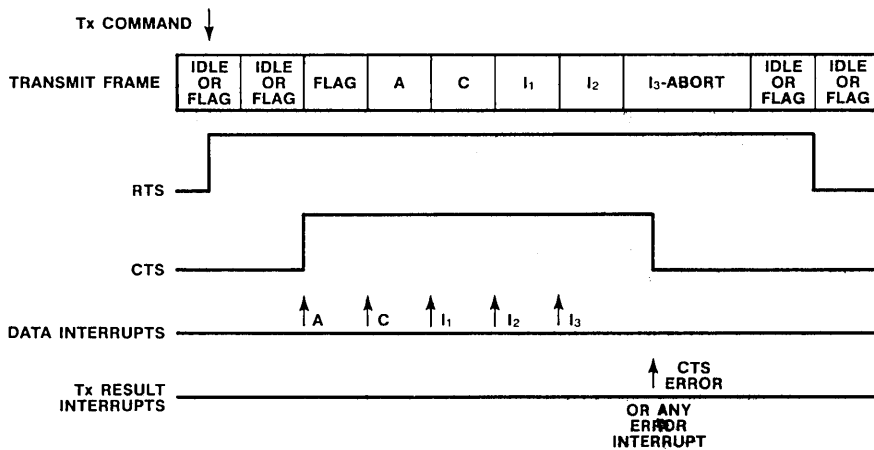 Tx COMMAND
TRANSMIT FRAME
IDLE OR FLAG
IDLE OR FLAG
FLAG
A
C
I₁
I₂
I₃-ABORT
IDLE OR FLAG
IDLE OR FLAG
RTS
CTS
DATA INTERRUPTS
A
C
I₁
I₂
I₃
Tx RESULT
INTERRUPTS
CTS
ERROR
OR ANY
ERROR
INTERRUPT